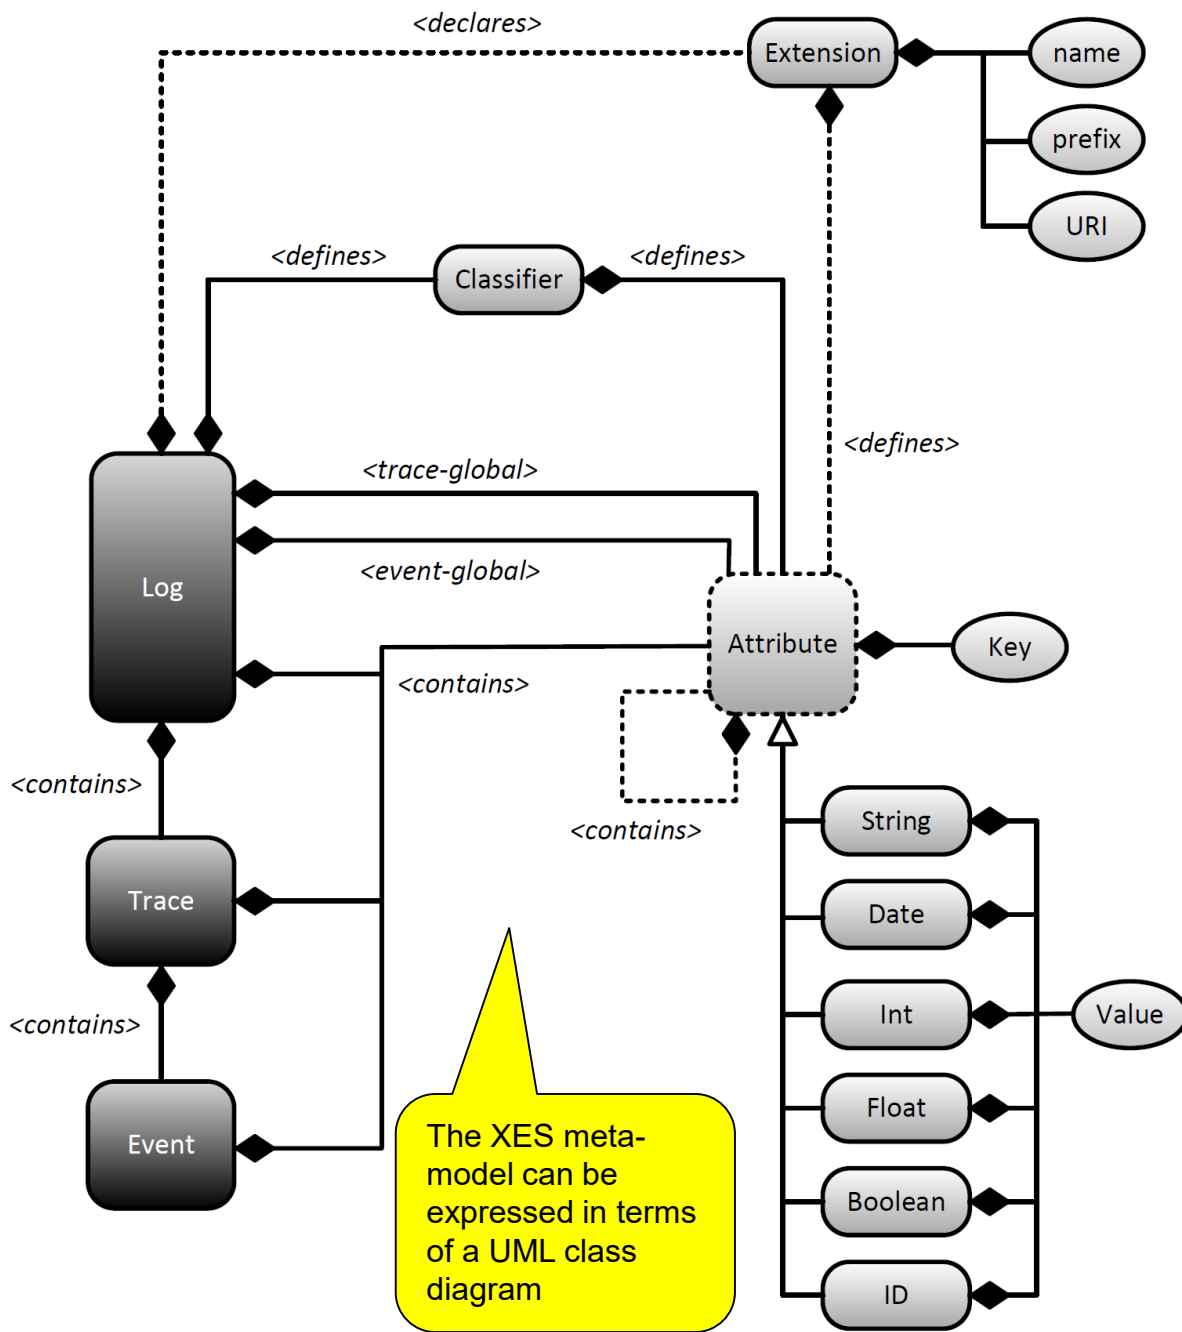 <declares>
Extension
name
prefix
URI
<defines>
Classifier
<defines>
<defines>
<trace-global>
<event-global>
Log
Attribute
Key
<contains>
<contains>
<contains>
String
Trace
Date
<contains>
Int
Value
Float
Event
Boolean
ID
The XES meta-
model can be
expressed in terms
of a UML class
diagram